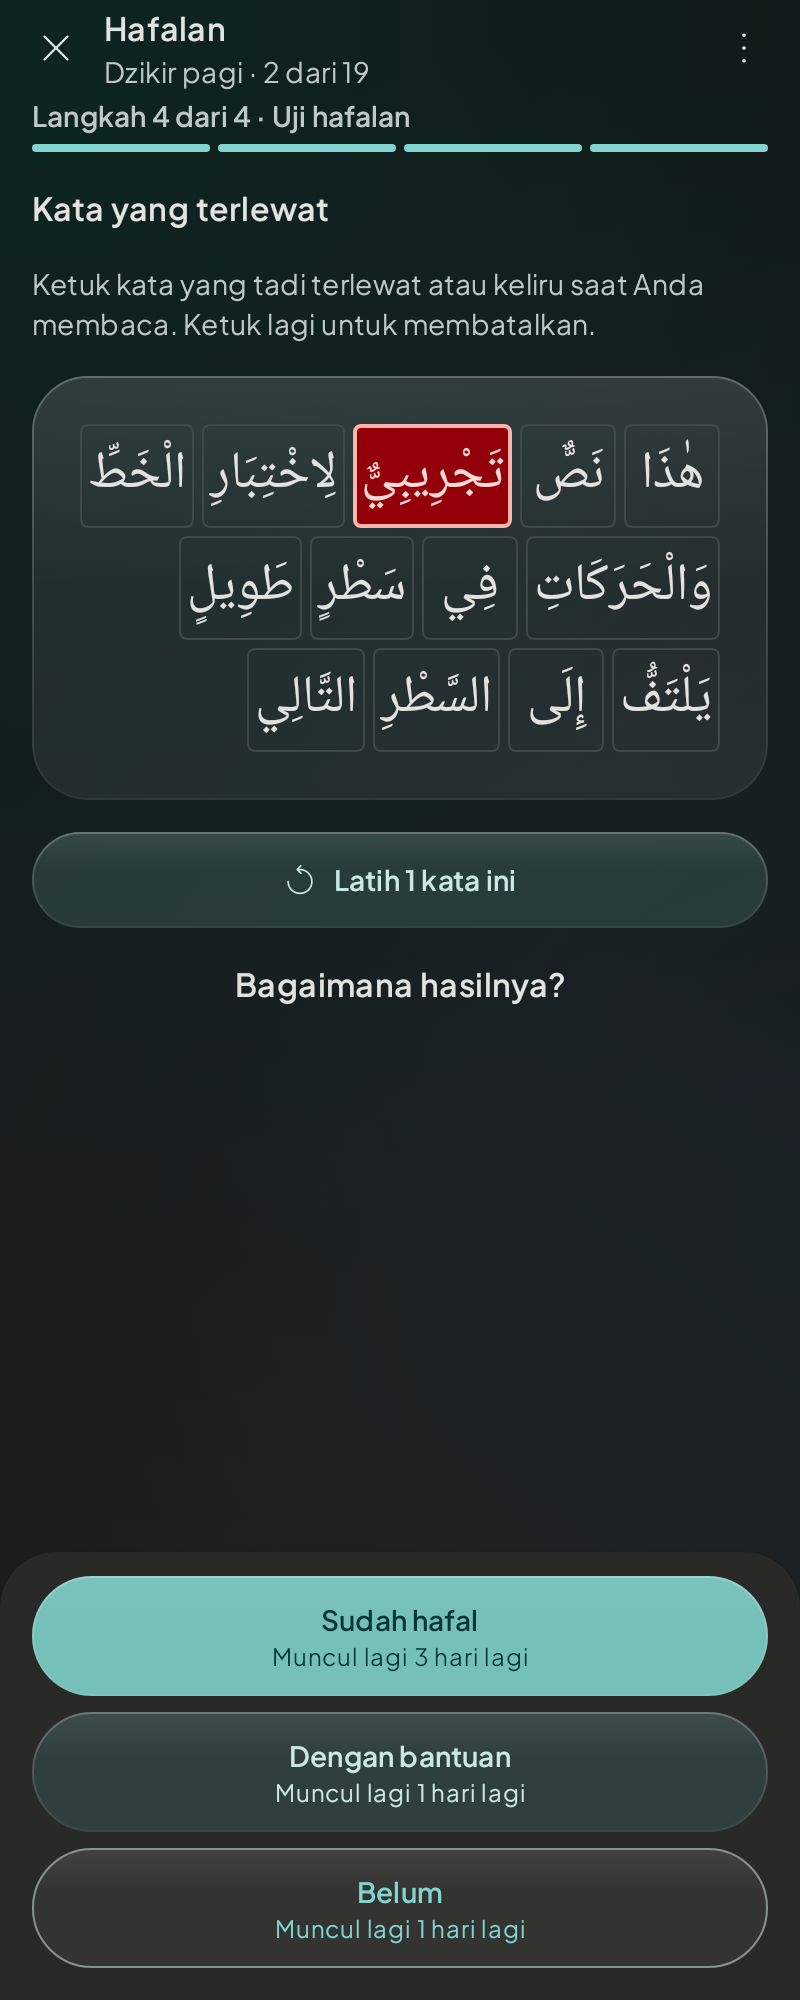 Hafalan
Dzikir pagi · 2 dari 19
Langkah 4 dari 4 · Uji hafalan
Kata yang terlewat
Ketuk kata yang tadi terlewat atau keliru saat Anda
membaca. Ketuk lagi untuk membatalkan.
هٰذَا نَصٌّ تَجْرِيبِيٌّ لِاخْتِبَارِ الْخَطِّ
وَالْحَرَكَاتِ فِي سَطْرٍ طَوِيلٍ
يَلْتَفُّ إِلَى السَّطْرِ التَّالِي
Latih 1 kata ini
Bagaimana hasilnya?
Sudah hafal
Muncul lagi 3 hari lagi
Dengan bantuan
Muncul lagi 1 hari lagi
Belum
Muncul lagi 1 hari lagi